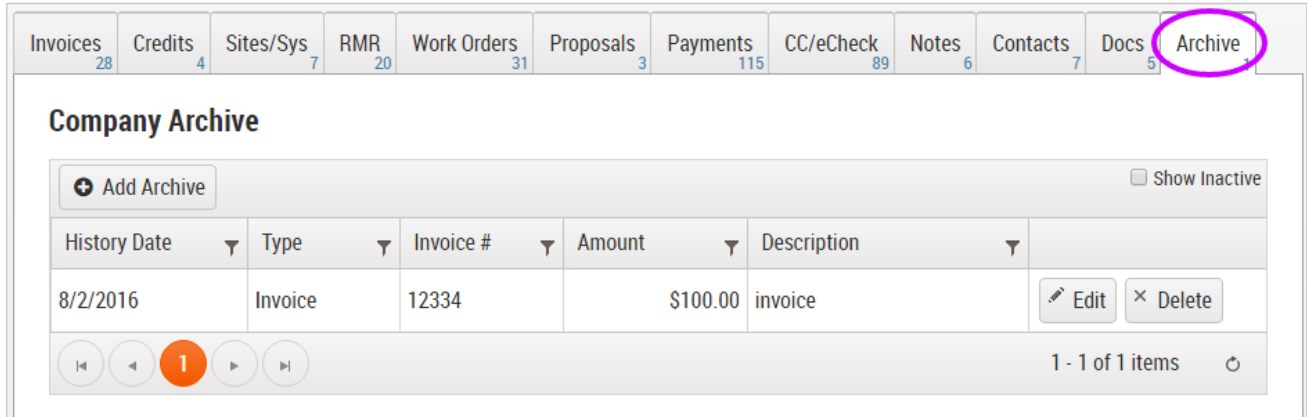 Invoices 28 Credits 4 Sites/Sys 7 RMR 20 Work Orders 31 Proposals 3 Payments 115 CC/eCheck 89 Notes 6 Contacts 7 Docs 5 Archive 1
Company Archive
Add Archive Show Inactive
History Date Type Invoice # Amount Description
8/2/2016 Invoice 12334 $100.00 invoice Edit Delete
1 1 - 1 of 1 items